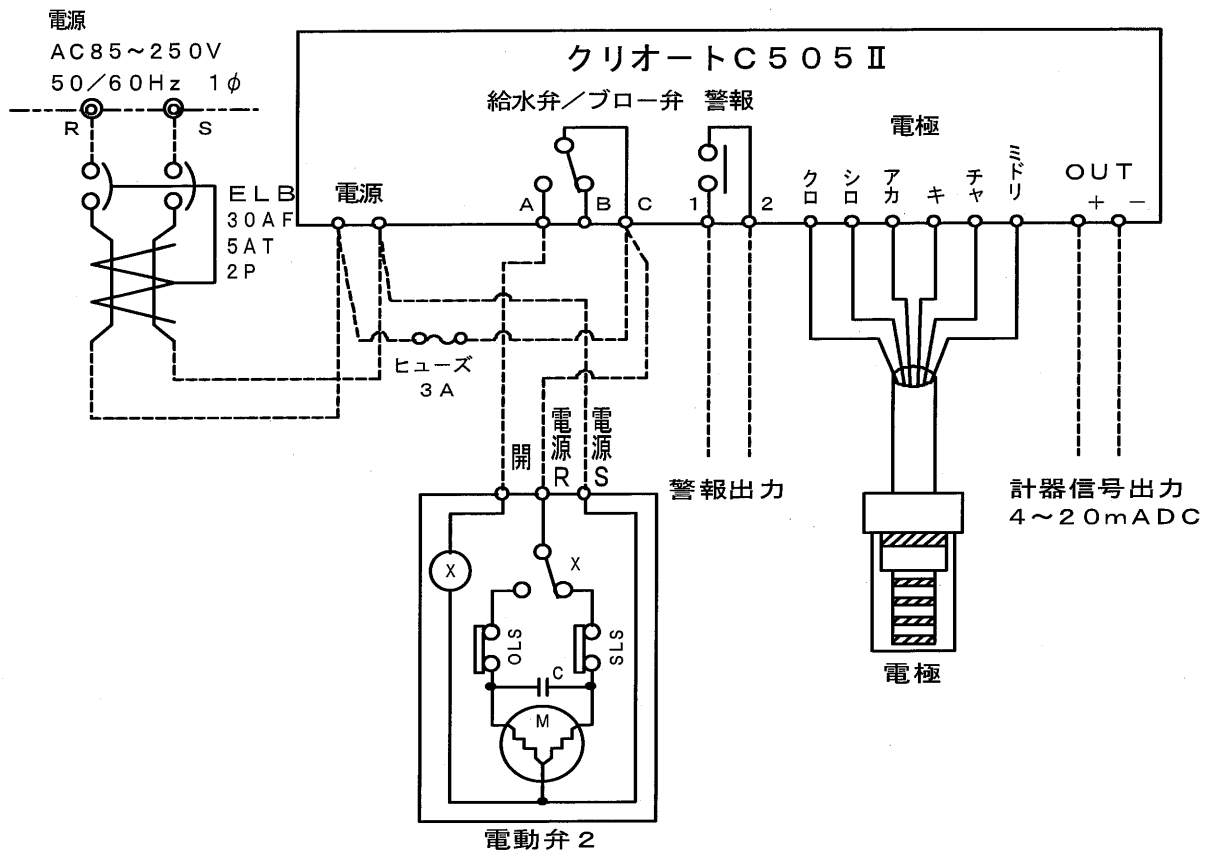 電源
AC85～250V
50/60Hz 1φ
R
S
クリオートC505Ⅱ
給水弁／ブロー弁 警報
電極
ELB
30AF
5AT
2P
電源
A
B
C
1
2
クロ
シロ
アカ
キ
チャ
ミドリ
OUT
+
−
ヒューズ
3A
開
電源R
電源S
警報出力
計器信号出力
4～20mADC
X
X
OLS
SLS
C
M
電極
電動弁2